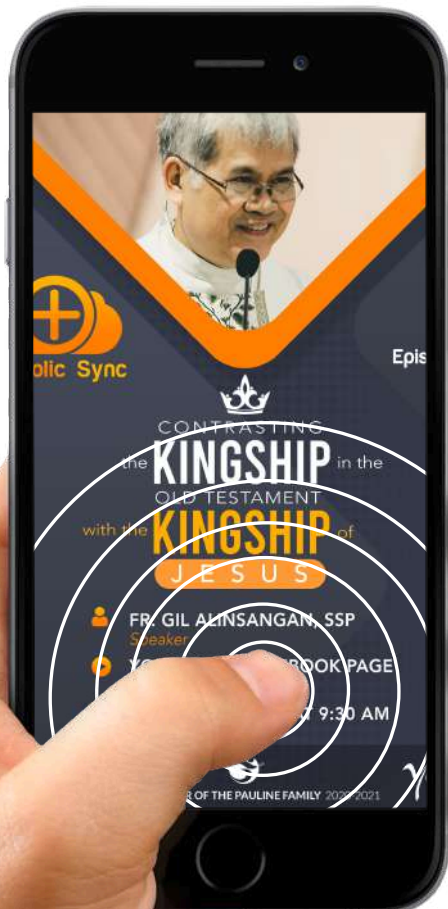 olic Sync
Epis
CONTRASTING
the KINGSHIP in the
OLD TESTAMENT
with the KINGSHIP of
JESUS
FR. GIL ALINSANGAN, SSP
Speaker
BOOK PAGE
AT 9:30 AM
R OF THE PAULINE FAMILY 2020-2021